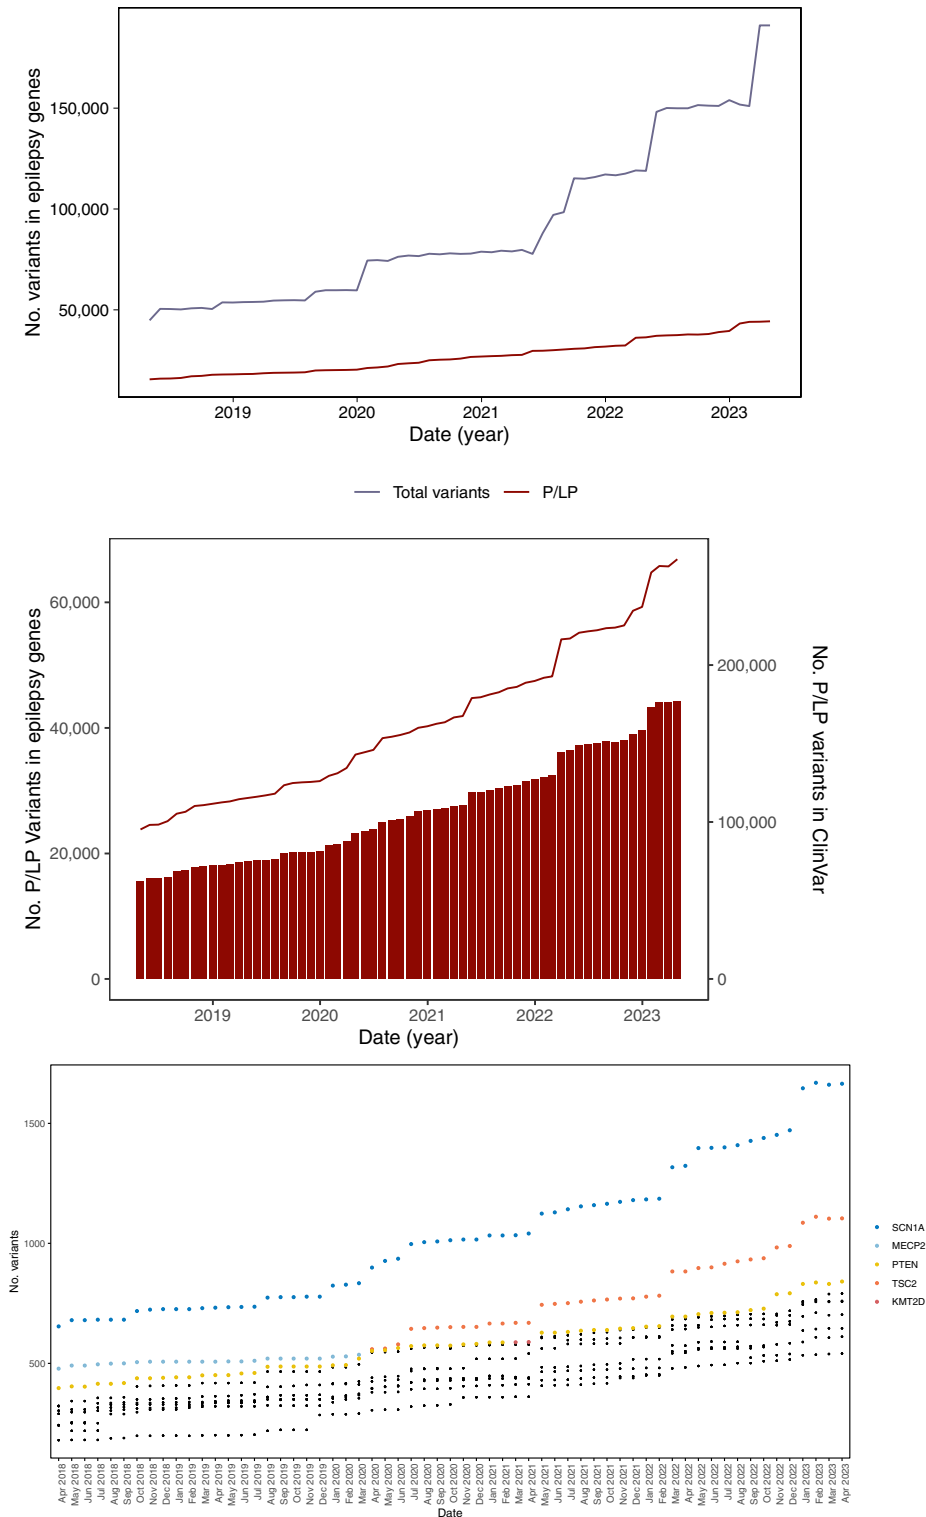 No. variants in epilepsy genes
150,000
100,000
50,000
2019 2020 2021 2022 2023
Date (year)
Total variants P/LP
No. P/LP Variants in epilepsy genes
60,000
40,000
20,000
0
200,000
100,000
0
No. P/LP variants in ClinVar
2019 2020 2021 2022 2023
Date (year)
No. variants
1500
1000
500
Apr 2018
May 2018
Jun 2018
Jul 2018
Aug 2018
Sep 2018
Oct 2018
Nov 2018
Dec 2018
Jan 2019
Feb 2019
Mar 2019
Apr 2019
May 2019
Jun 2019
Jul 2019
Aug 2019
Sep 2019
Oct 2019
Nov 2019
Dec 2019
Jan 2020
Feb 2020
Mar 2020
Apr 2020
May 2020
Jun 2020
Jul 2020
Aug 2020
Sep 2020
Oct 2020
Nov 2020
Dec 2020
Jan 2021
Feb 2021
Mar 2021
Apr 2021
May 2021
Jun 2021
Jul 2021
Aug 2021
Sep 2021
Oct 2021
Nov 2021
Dec 2021
Jan 2022
Feb 2022
Mar 2022
Apr 2022
May 2022
Jun 2022
Jul 2022
Aug 2022
Sep 2022
Oct 2022
Nov 2022
Dec 2022
Jan 2023
Feb 2023
Mar 2023
Apr 2023
Date
SCN1A
MECP2
PTEN
TSC2
KMT2D